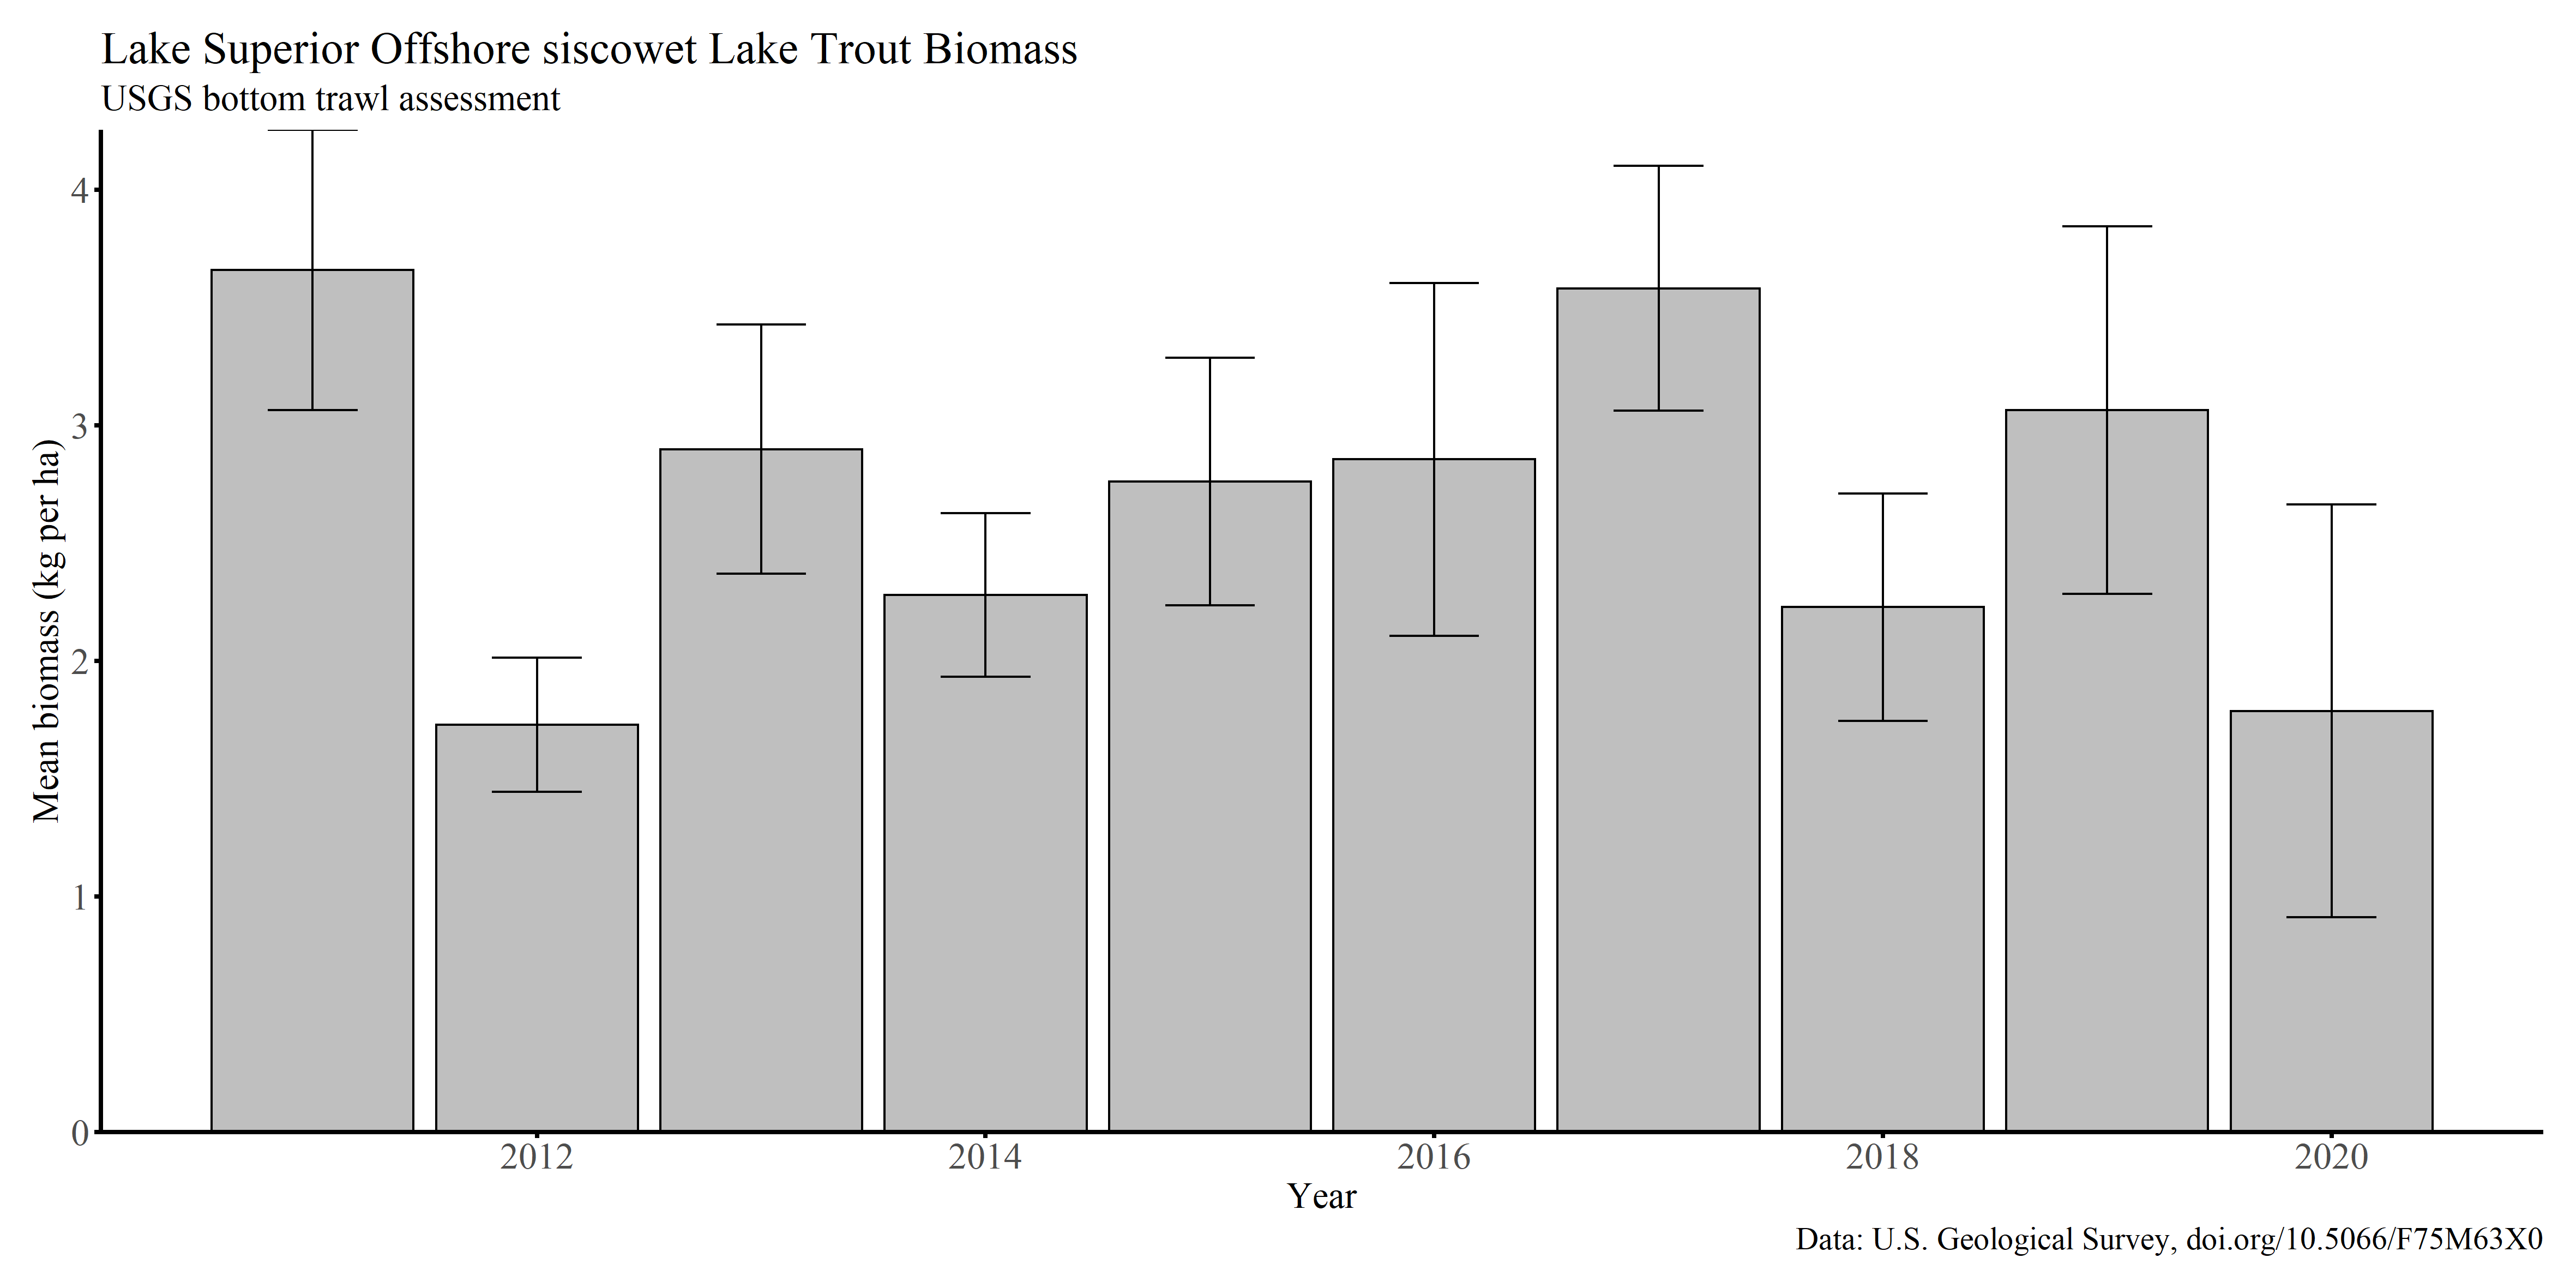 Lake Superior Offshore siscowet Lake Trout Biomass
USGS bottom trawl assessment
Mean biomass (kg per ha)
4
3
2
1
0
2012 2014 2016 2018 2020
Year
Data: U.S. Geological Survey, doi.org/10.5066/F75M63X0